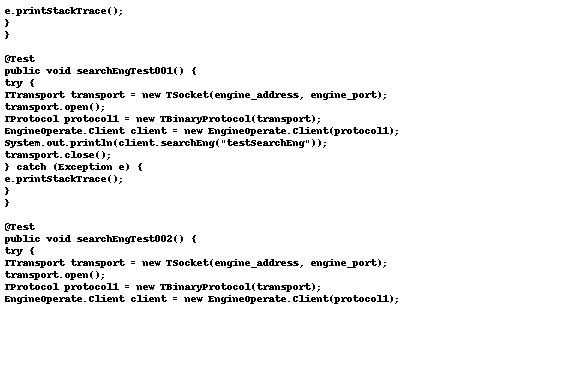 e.printStackTrace();
}
}
@Test
public void searchEngTest001() {
try {
TTransport transport = new TSocket(engine_address, engine_port);
transport.open();
TProtocol protocol1 = new TBinaryProtocol(transport);
EngineOperate.Client client = new EngineOperate.Client(protocol1);
System.out.println(client.searchEng("testSearchEng"));
transport.close();
} catch (Exception e) {
e.printStackTrace();
}
}
@Test
public void searchEngTest002() {
try {
TTransport transport = new TSocket(engine_address, engine_port);
transport.open();
TProtocol protocol1 = new TBinaryProtocol(transport);
EngineOperate.Client client = new EngineOperate.Client(protocol1);